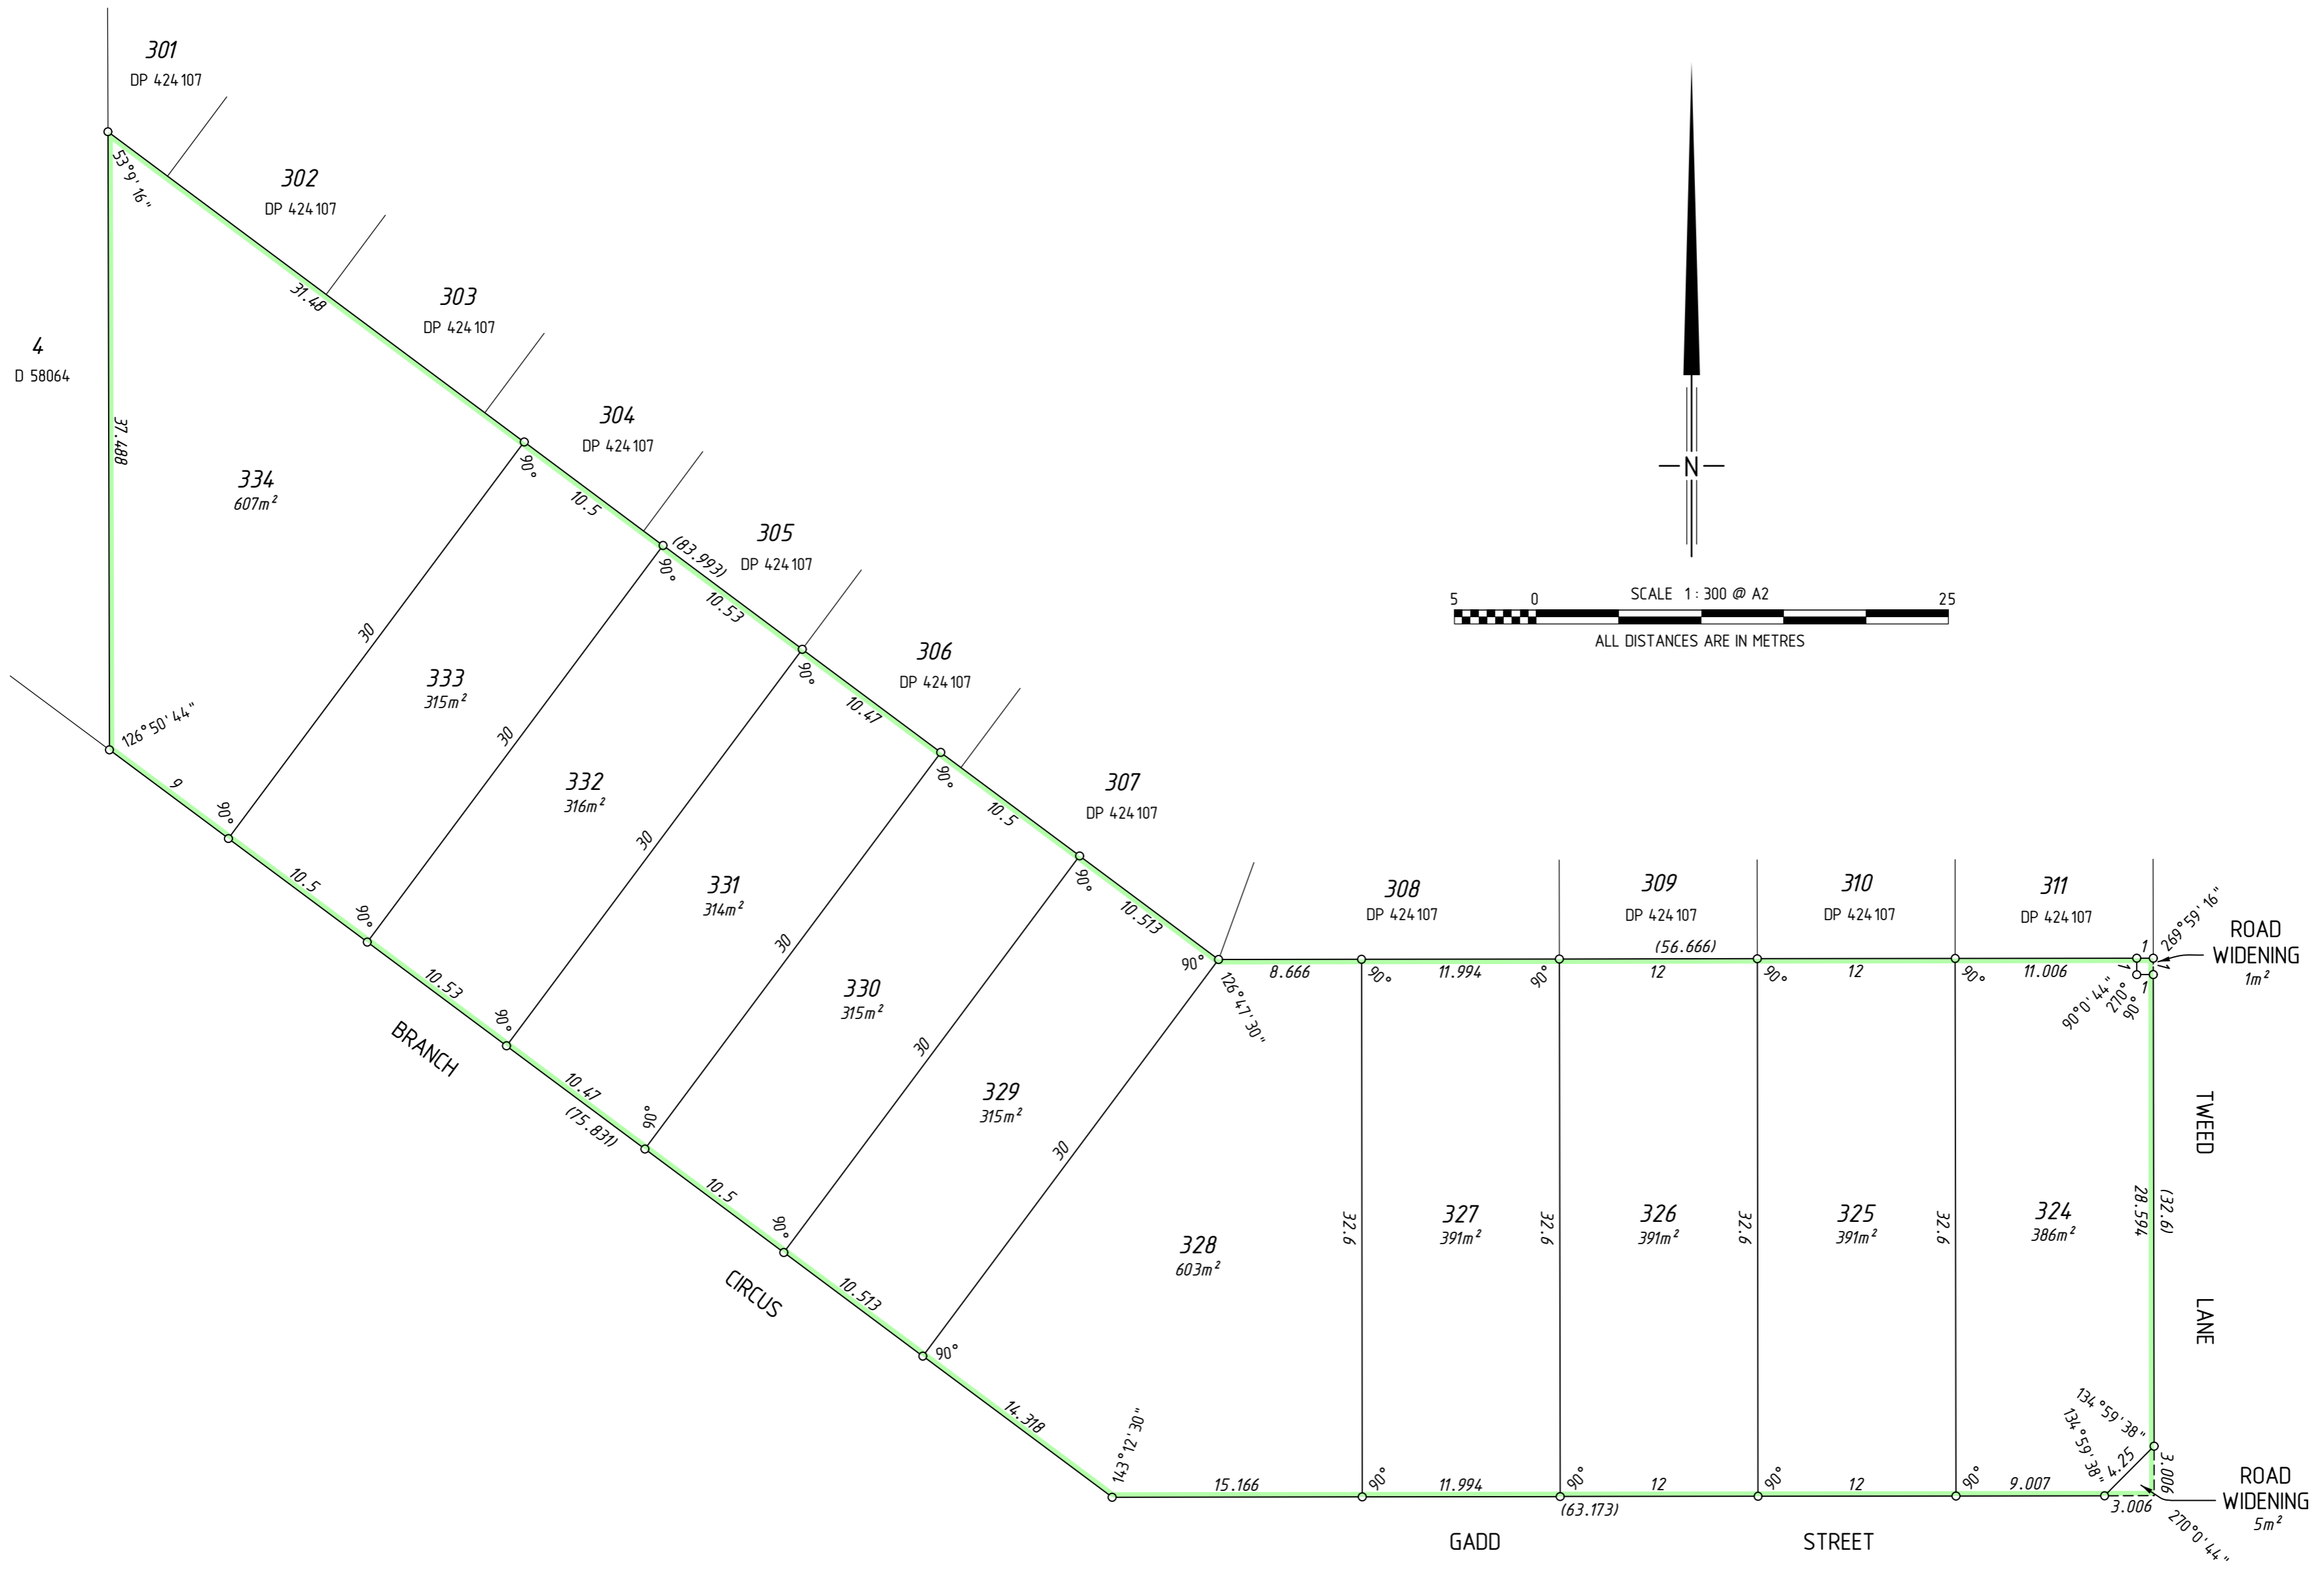 301
DP 424107
302
DP 424107
303
DP 424107
304
DP 424107
305
DP 424107
306
DP 424107
307
DP 424107
308
DP 424107
309
DP 424107
310
DP 424107
311
DP 424107
4
D 58064
53°9'16"
31.48
37.488
126°50'44"
334
607m²
90°
10.5
(83.993)
90°
10.53
90°
10.47
90°
10.5
90°
10.513
90°
126°47'30"
30
333
315m²
30
332
316m²
30
331
314m²
30
330
315m²
30
329
315m²
30
9
90°
10.5
90°
10.53
90°
10.47
(75.831)
90°
10.5
90°
10.513
90°
14.318
143°12'30"
BRANCH
CIRCUS
N
SCALE 1:300 @ A2
5 0 25
ALL DISTANCES ARE IN METRES
8.666
90°
11.994
90°
(56.666)
12
90°
12
90°
11.006
1
1
1
1
269°59'16"
90°0'44"
270°
90°
ROAD
WIDENING
1m²
328
603m²
32.6
327
391m²
32.6
326
391m²
32.6
325
391m²
32.6
324
386m²
28.594
(32.6)
TWEED
LANE
134°59'38"
134°59'38"
4.25
3.006
15.166
90°
11.994
90°
(63.173)
12
90°
12
90°
9.007
3.006
270°0'44"
ROAD
WIDENING
5m²
GADD
STREET